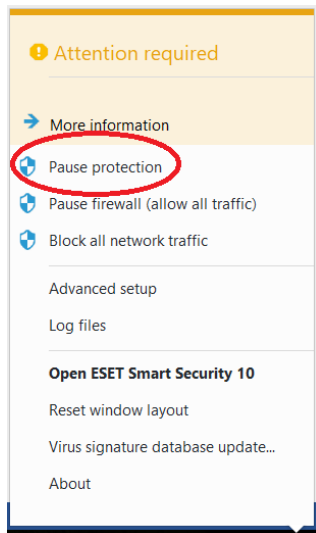 Attention required
More information
Pause protection
Pause firewall (allow all traffic)
Block all network traffic
Advanced setup
Log files
Open ESET Smart Security 10
Reset window layout
Virus signature database update...
About